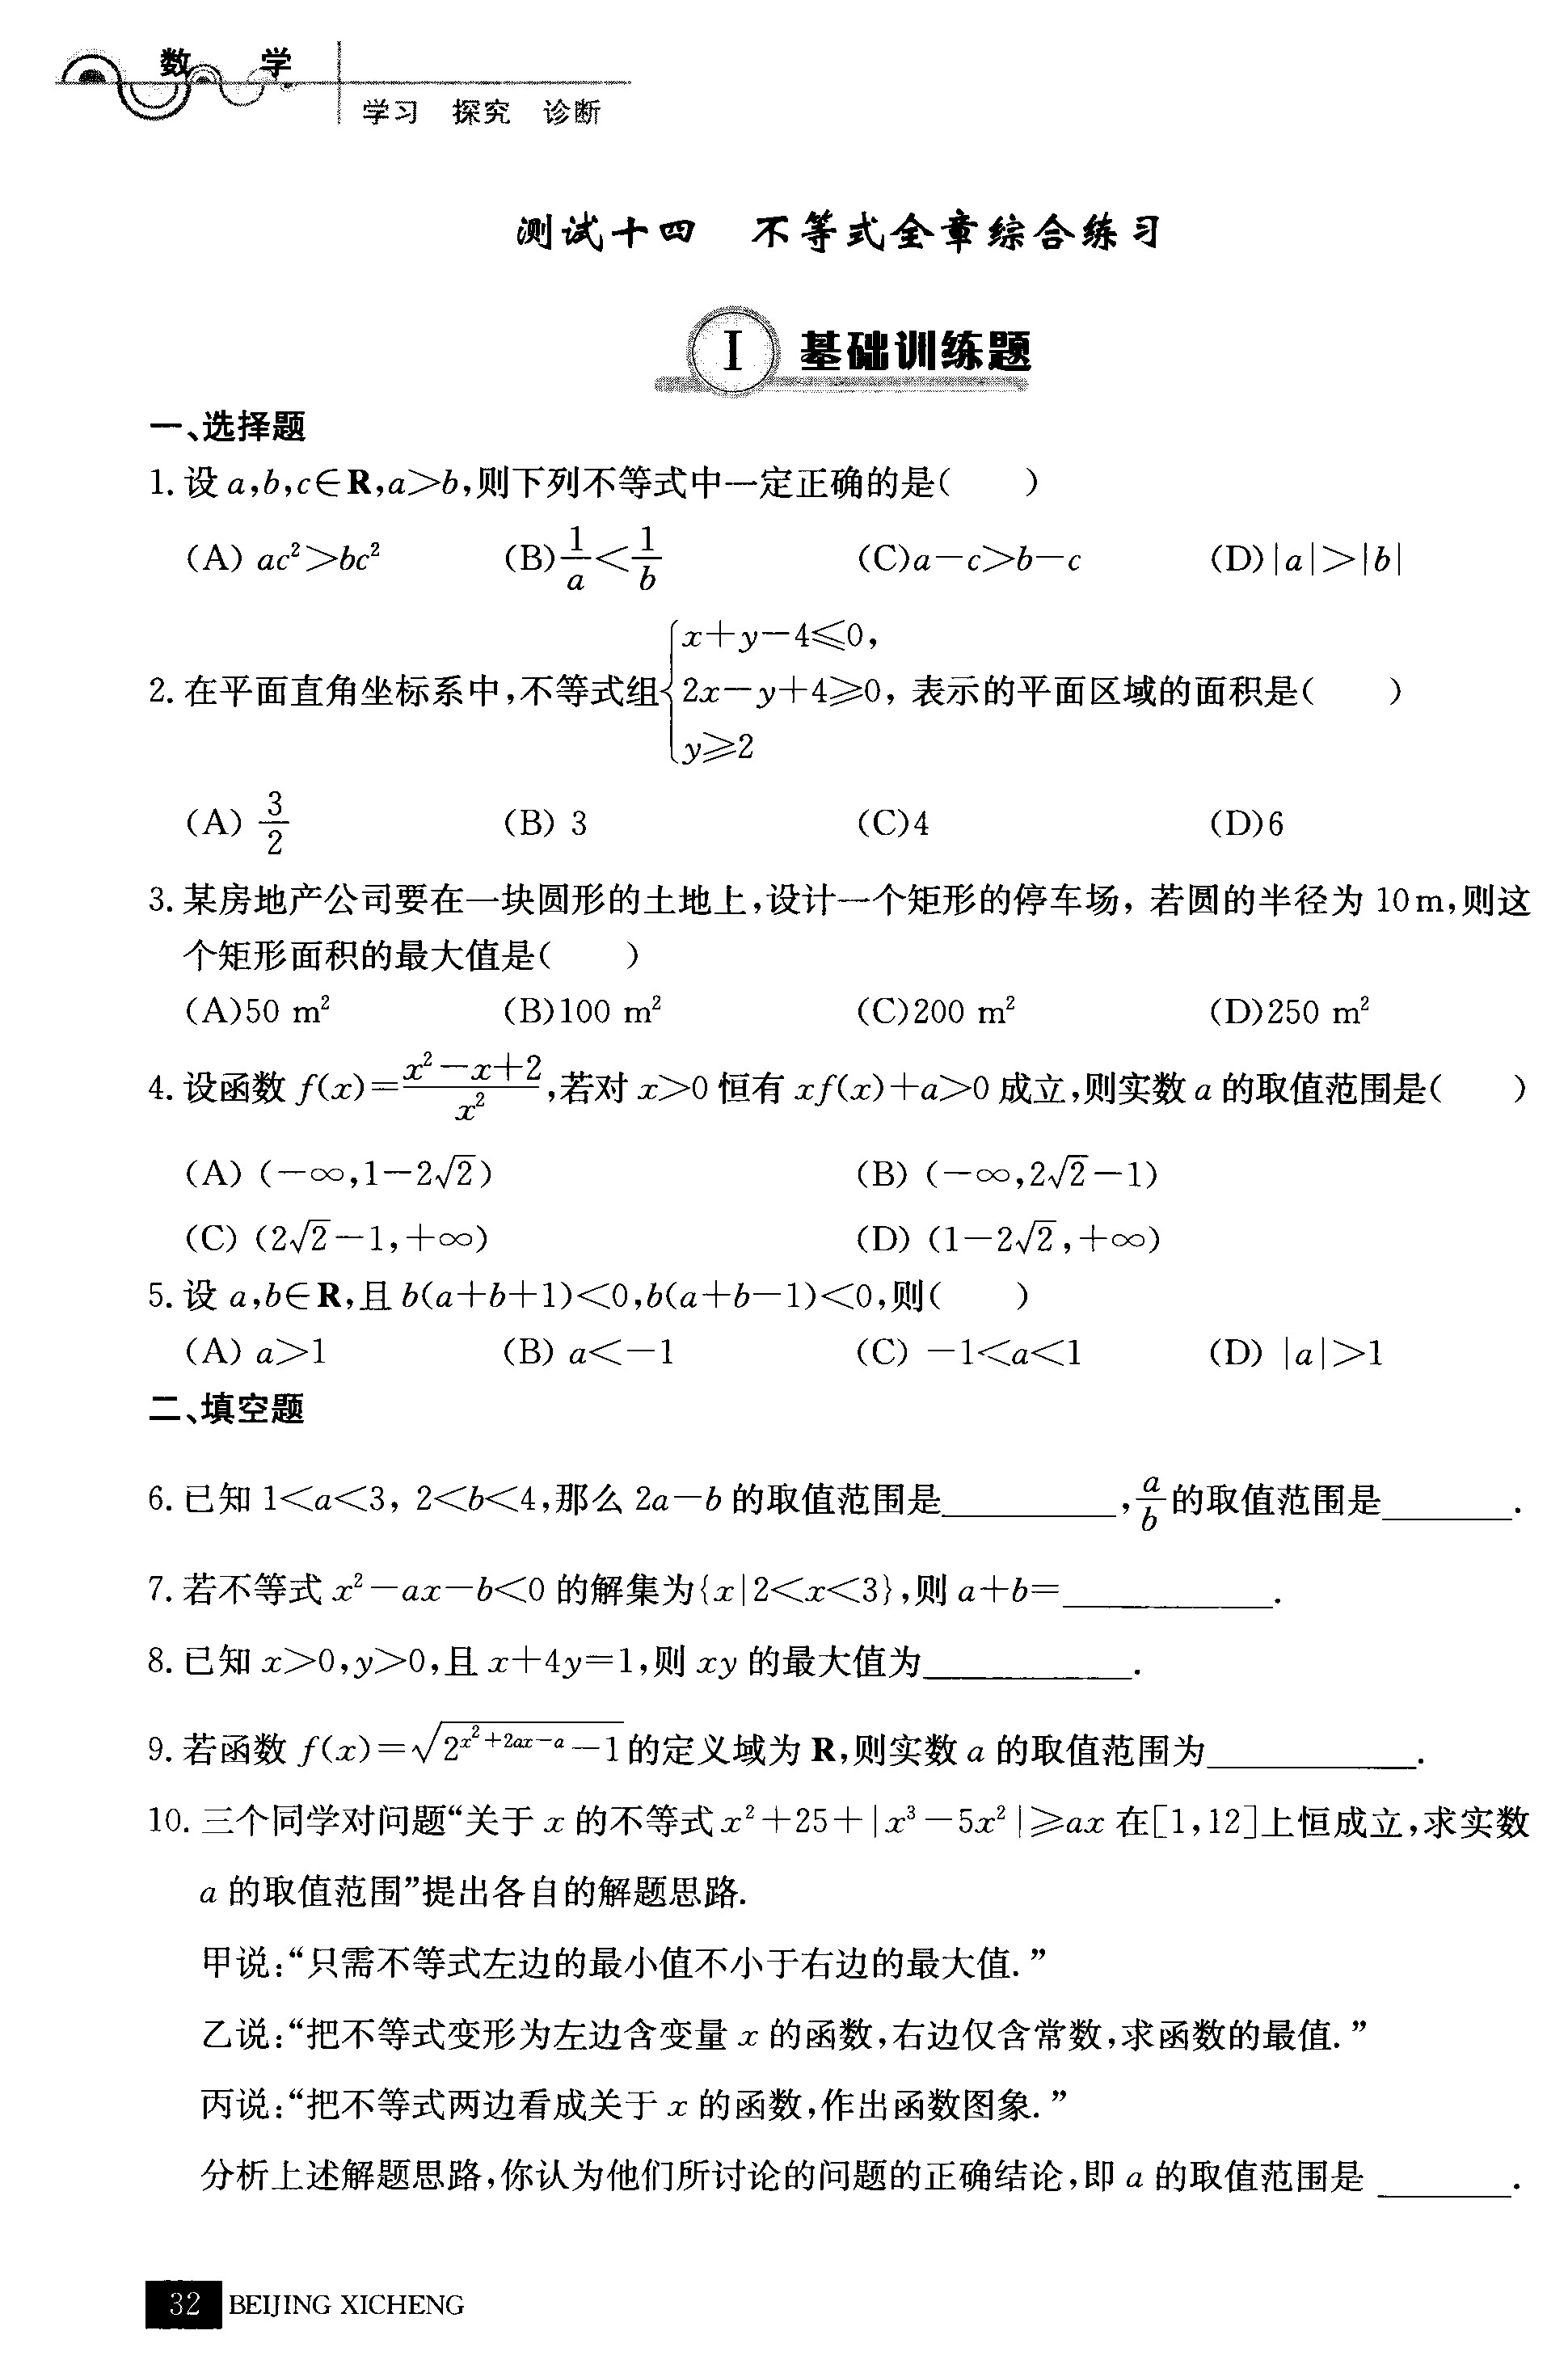 数 学
学习 探究 诊断
测试十四 不等式全章综合练习
Ⅰ 基础训练题
一、选择题
1. 设 a,b,c∈R,a>b,则下列不等式中一定正确的是( )
(A) ac²>bc² (B) 1/a<1/b (C)a-c>b-c (D)|a|>|b|
2. 在平面直角坐标系中,不等式组{x+y-4≤0, 2x-y+4≥0, y≥2 表示的平面区域的面积是( )
(A) 3/2 (B) 3 (C)4 (D)6
3. 某房地产公司要在一块圆形的土地上,设计一个矩形的停车场, 若圆的半径为 10 m,则这
个矩形面积的最大值是( )
(A)50 m² (B)100 m² (C)200 m² (D)250 m²
4. 设函数 f(x)=(x²-x+2)/x²,若对 x>0 恒有 xf(x)+a>0 成立,则实数 a 的取值范围是( )
(A) (-∞,1-2√2) (B) (-∞,2√2-1)
(C) (2√2-1,+∞) (D) (1-2√2,+∞)
5. 设 a,b∈R,且 b(a+b+1)<0,b(a+b-1)<0,则( )
(A) a>1 (B) a<-1 (C) -1<a<1 (D) |a|>1
二、填空题
6. 已知 1<a<3, 2<b<4,那么 2a-b 的取值范围是________,a/b的取值范围是______.
7. 若不等式 x²-ax-b<0 的解集为{x|2<x<3},则 a+b=__________.
8. 已知 x>0,y>0,且 x+4y=1,则 xy 的最大值为__________.
9. 若函数 f(x)=√(2^(x²+2ax-a)-1)的定义域为 R,则实数 a 的取值范围为__________.
10. 三个同学对问题“关于 x 的不等式 x²+25+|x³-5x²|≥ax 在[1,12]上恒成立,求实数
a 的取值范围”提出各自的解题思路.
甲说:“只需不等式左边的最小值不小于右边的最大值.”
乙说:“把不等式变形为左边含变量 x 的函数,右边仅含常数,求函数的最值.”
丙说:“把不等式两边看成关于 x 的函数,作出函数图象.”
分析上述解题思路,你认为他们所讨论的问题的正确结论,即 a 的取值范围是 ______.
32 BEIJING XICHENG